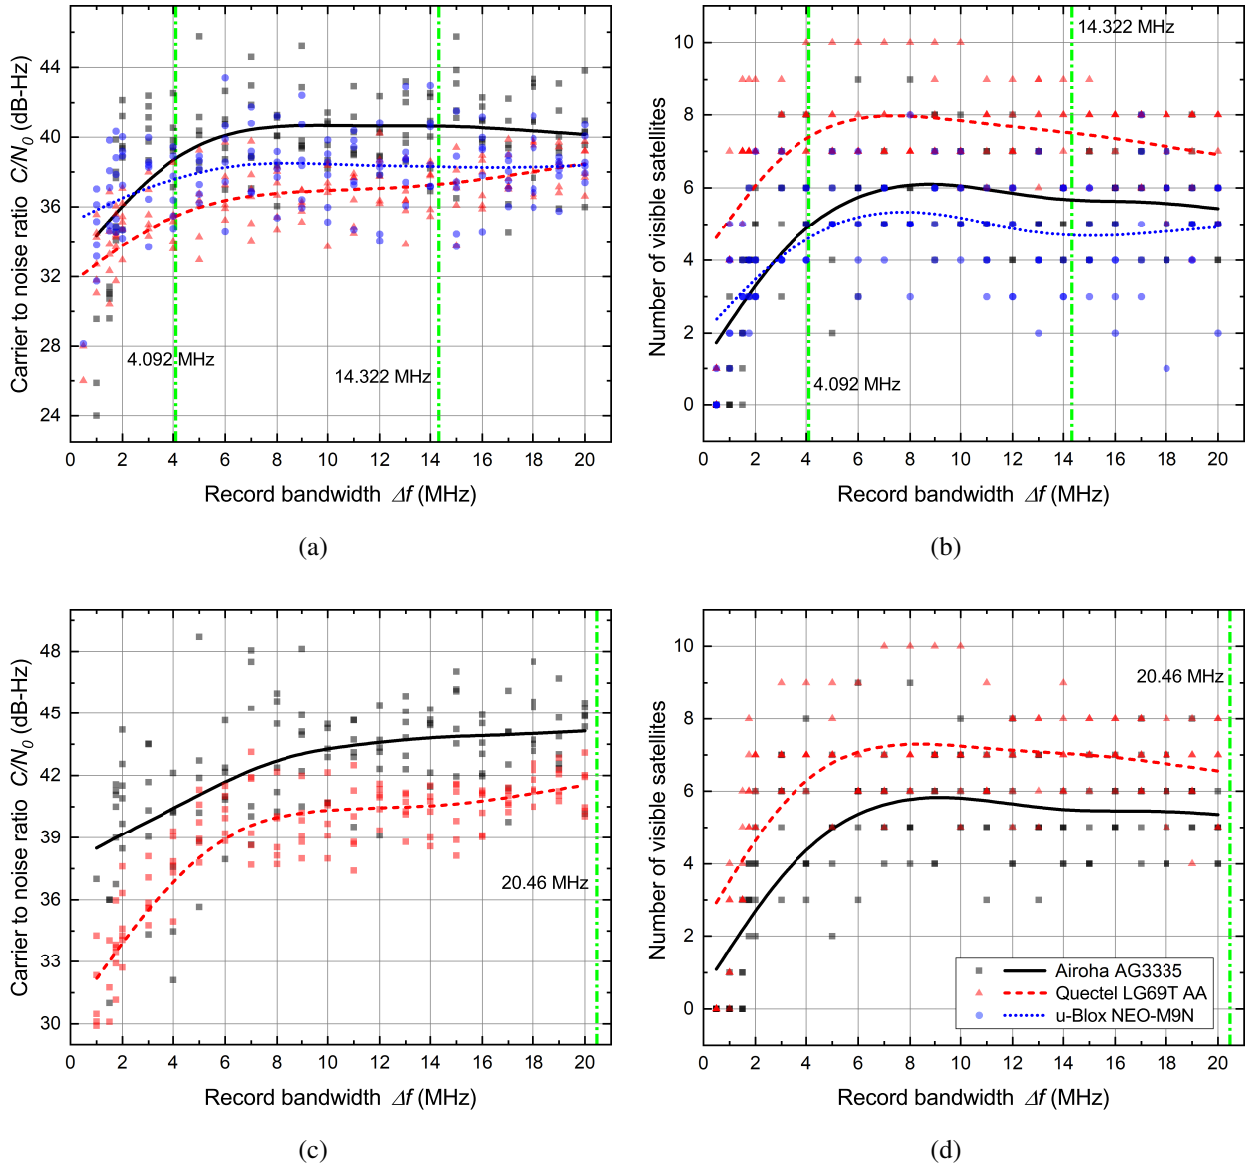 Carrier to noise ratio C/N0 (dB-Hz)
44
40
36
32
28
24
4.092 MHz
14.322 MHz
0 2 4 6 8 10 12 14 16 18 20
Record bandwidth Δf (MHz)
(a)
Number of visible satellites
10
8
6
4
2
0
14.322 MHz
4.092 MHz
0 2 4 6 8 10 12 14 16 18 20
Record bandwidth Δf (MHz)
(b)
Carrier to noise ratio C/N0 (dB-Hz)
48
45
42
39
36
33
30
20.46 MHz
0 2 4 6 8 10 12 14 16 18 20
Record bandwidth Δf (MHz)
(c)
Number of visible satellites
10
8
6
4
2
0
20.46 MHz
Airoha AG3335
Quectel LG69T AA
u-Blox NEO-M9N
0 2 4 6 8 10 12 14 16 18 20
Record bandwidth Δf (MHz)
(d)